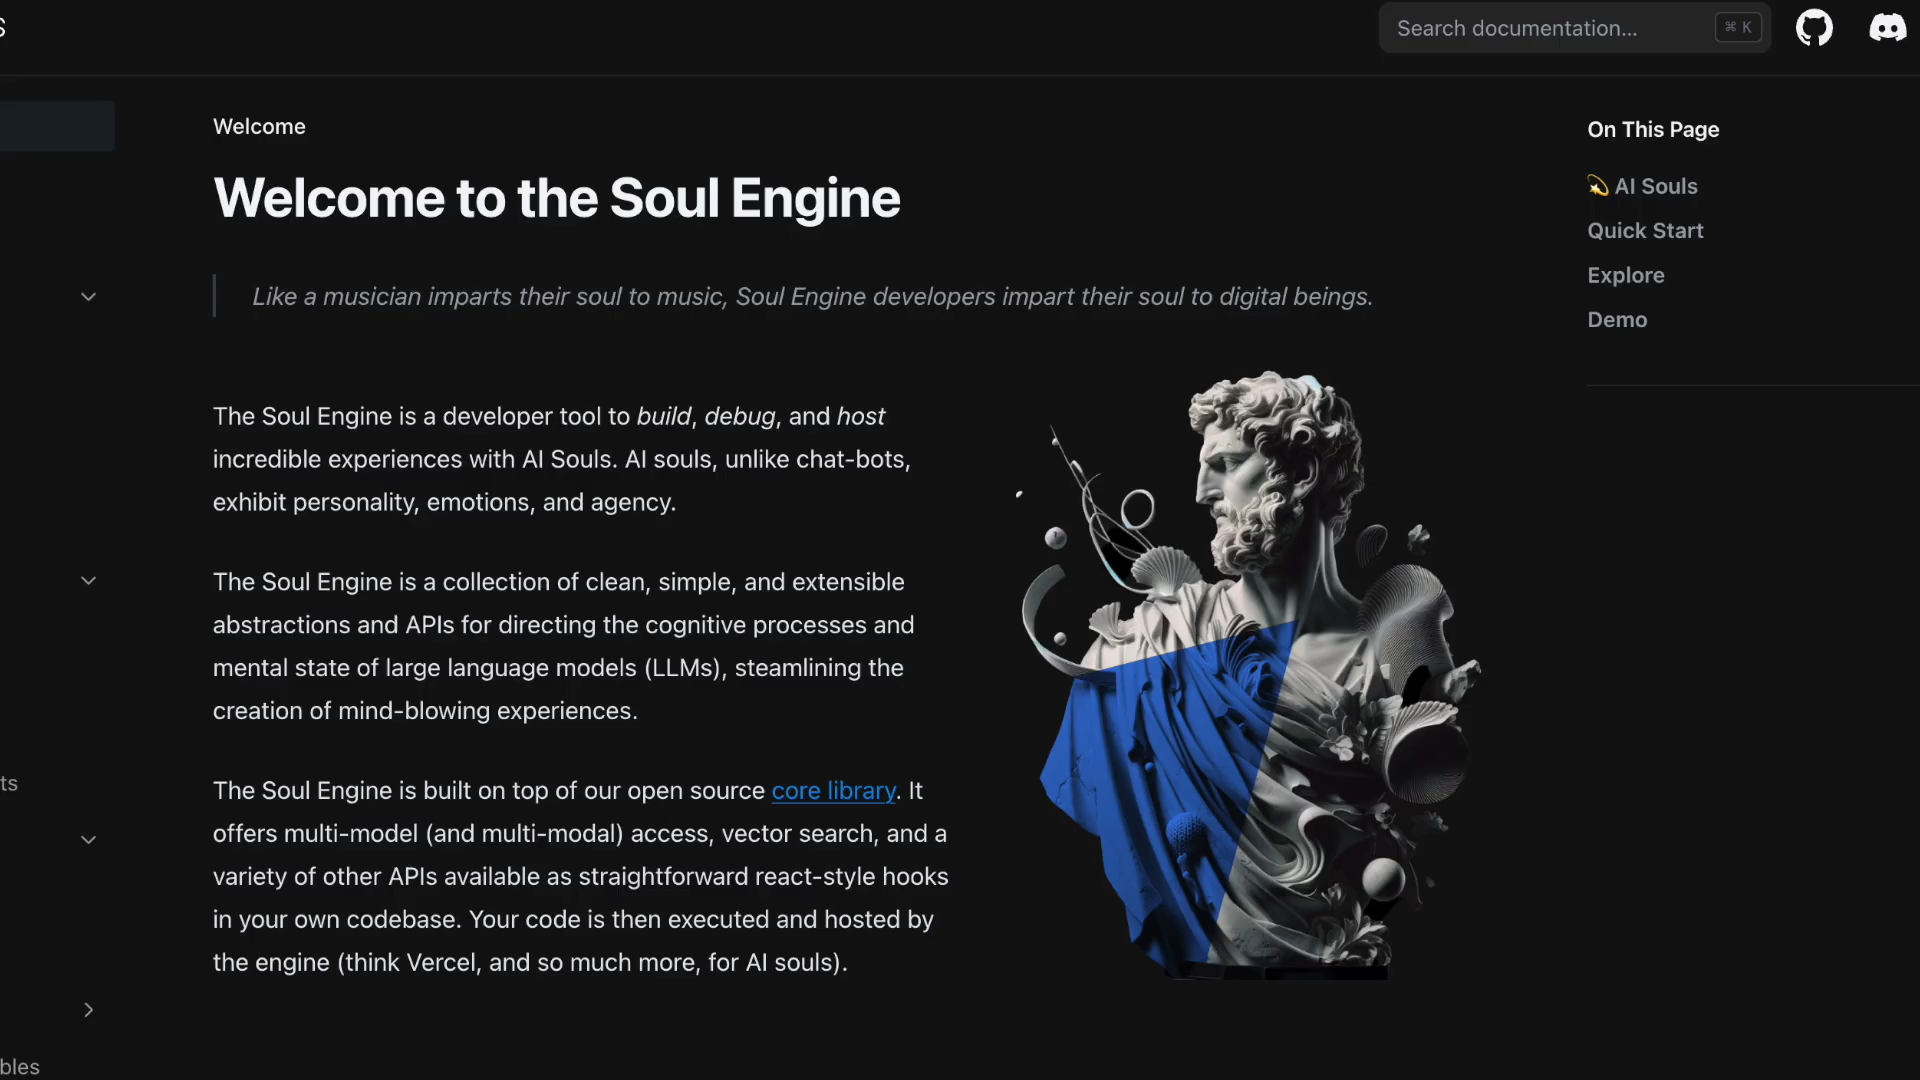 S
Search documentation...
⌘ K
Welcome
Welcome to the Soul Engine
Like a musician imparts their soul to music, Soul Engine developers impart their soul to digital beings.
The Soul Engine is a developer tool to build, debug, and host
incredible experiences with AI Souls. AI souls, unlike chat-bots,
exhibit personality, emotions, and agency.
The Soul Engine is a collection of clean, simple, and extensible
abstractions and APIs for directing the cognitive processes and
mental state of large language models (LLMs), steamlining the
creation of mind-blowing experiences.
The Soul Engine is built on top of our open source core library. It
offers multi-model (and multi-modal) access, vector search, and a
variety of other APIs available as straightforward react-style hooks
in your own codebase. Your code is then executed and hosted by
the engine (think Vercel, and so much more, for AI souls).
ts
bles
On This Page
💫 AI Souls
Quick Start
Explore
Demo